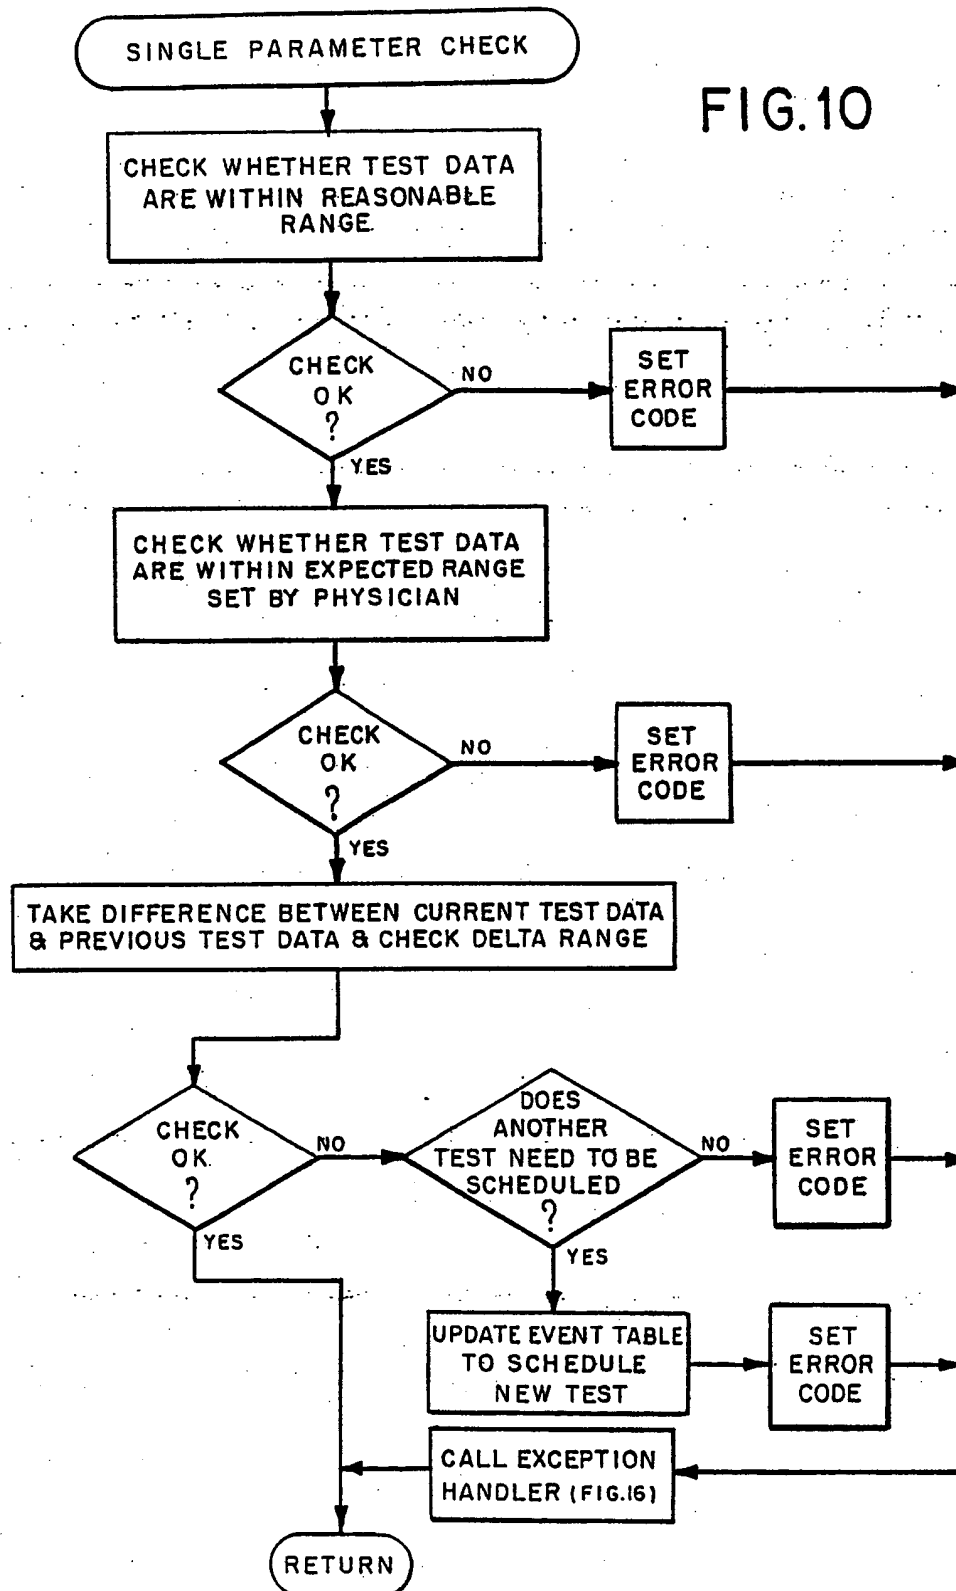 SINGLE PARAMETER CHECK
FIG.10
CHECK WHETHER TEST DATA
ARE WITHIN REASONABLE
RANGE
CHECK
OK
?
NO
SET
ERROR
CODE
YES
CHECK WHETHER TEST DATA
ARE WITHIN EXPECTED RANGE
SET BY PHYSICIAN
CHECK
OK
?
NO
SET
ERROR
CODE
YES
TAKE DIFFERENCE BETWEEN CURRENT TEST DATA
& PREVIOUS TEST DATA & CHECK DELTA RANGE
CHECK
OK
?
NO
YES
DOES
ANOTHER
TEST NEED TO BE
SCHEDULED
?
NO
SET
ERROR
CODE
YES
UPDATE EVENT TABLE
TO SCHEDULE
NEW TEST
SET
ERROR
CODE
CALL EXCEPTION
HANDLER (FIG.16)
RETURN